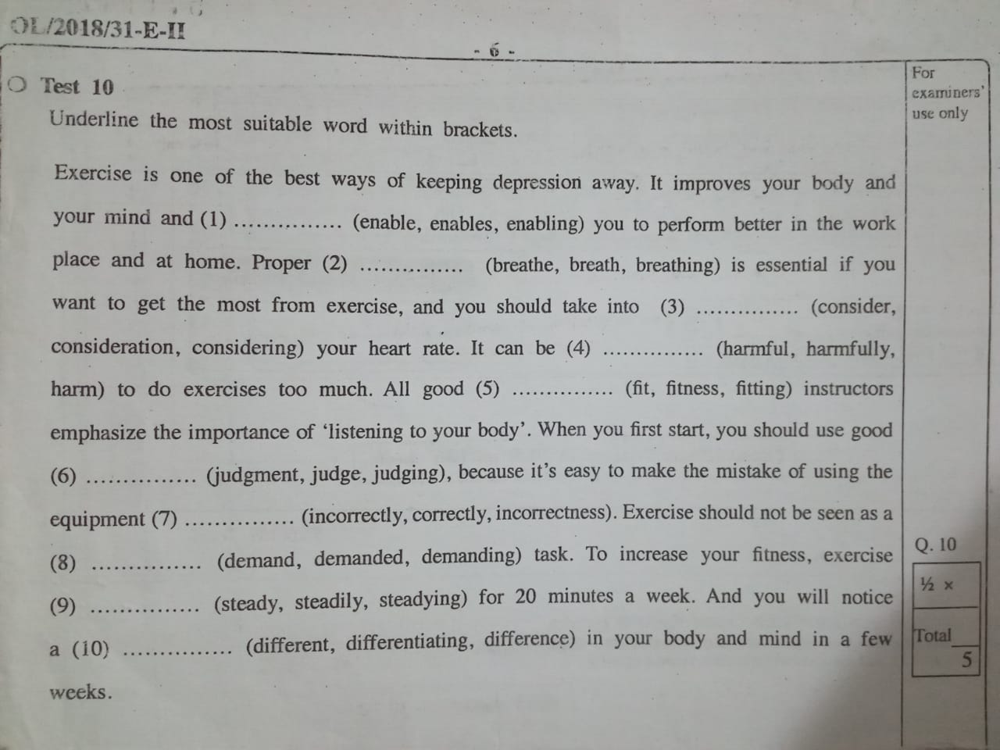 OL/2018/31-E-II
- 6 -
Test 10
Underline the most suitable word within brackets.
Exercise is one of the best ways of keeping depression away. It improves your body and
your mind and (1) ............... (enable, enables, enabling) you to perform better in the work
place and at home. Proper (2) ............... (breathe, breath, breathing) is essential if you
want to get the most from exercise, and you should take into (3) ............... (consider,
consideration, considering) your heart rate. It can be (4) ............... (harmful, harmfully,
harm) to do exercises too much. All good (5) ............... (fit, fitness, fitting) instructors
emphasize the importance of ‘listening to your body’. When you first start, you should use good
(6) ............... (judgment, judge, judging), because it’s easy to make the mistake of using the
equipment (7) ............... (incorrectly, correctly, incorrectness). Exercise should not be seen as a
(8) ............... (demand, demanded, demanding) task. To increase your fitness, exercise
(9) ............... (steady, steadily, steadying) for 20 minutes a week. And you will notice
a (10) ............... (different, differentiating, difference) in your body and mind in a few
weeks.
For
examiners’
use only
Q. 10
½ ×
Total
5